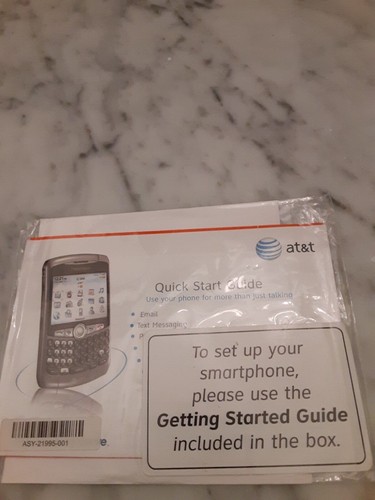 at&t
Quick Start Guide
Use your phone for more than just talking
• Email
• Text Messaging
To set up your
smartphone,
please use the
Getting Started Guide
included in the box.
ASY-21895-001
e.